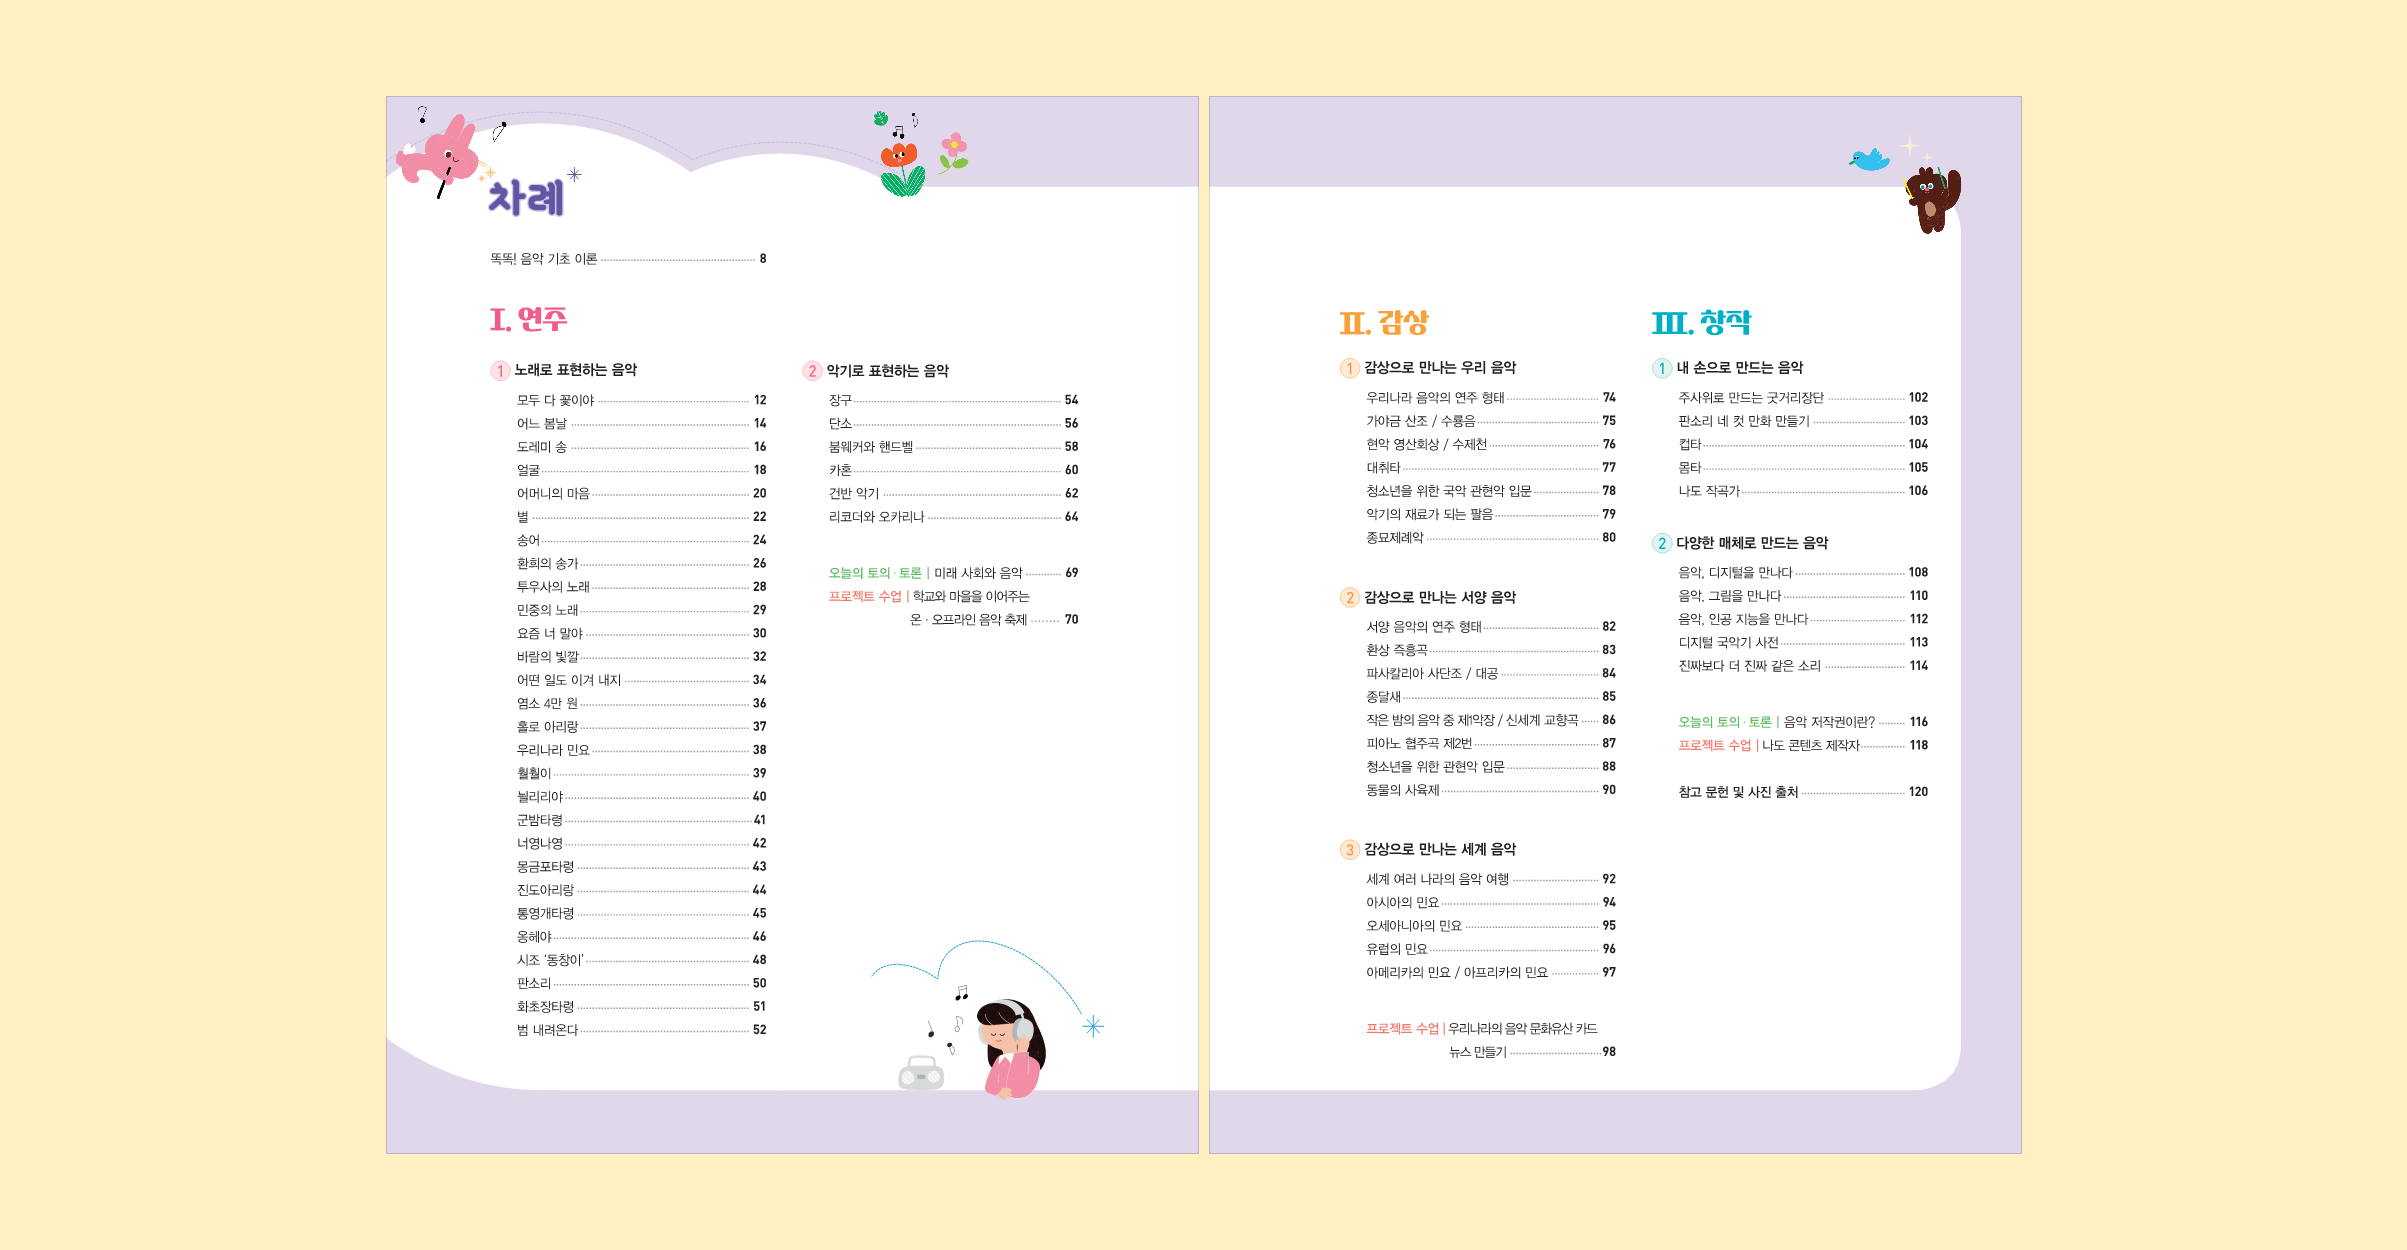 차례
똑똑! 음악 기초 이론 8
I. 연주
1 노래로 표현하는 음악
모두 다 꽃이야 12
어느 봄날 14
도레미 송 16
얼굴 18
어머니의 마음 20
별 22
송어 24
환희의 송가 26
투우사의 노래 28
민중의 노래 29
요즘 너 말야 30
바람의 빛깔 32
어떤 일도 이겨 내지 34
염소 4만 원 36
홀로 아리랑 37
우리나라 민요 38
훨훨이 39
늴리리야 40
군밤타령 41
너영나영 42
몽금포타령 43
진도아리랑 44
통영개타령 45
옹헤야 46
시조 ‘동창이’ 48
판소리 50
화초장타령 51
범 내려온다 52
2 악기로 표현하는 음악
장구 54
단소 56
붐웨커와 핸드벨 58
카혼 60
건반 악기 62
리코더와 오카리나 64
오늘의 토의·토론 | 미래 사회와 음악 69
프로젝트 수업 | 학교와 마을을 이어주는
온·오프라인 음악 축제 70
II. 감상
1 감상으로 만나는 우리 음악
우리나라 음악의 연주 형태 74
가야금 산조 / 수룡음 75
현악 영산회상 / 수제천 76
대취타 77
청소년을 위한 국악 관현악 입문 78
악기의 재료가 되는 팔음 79
종묘제례악 80
2 감상으로 만나는 서양 음악
서양 음악의 연주 형태 82
환상 즉흥곡 83
파사칼리아 사단조 / 대공 84
종달새 85
작은 밤의 음악 중 제1악장 / 신세계 교향곡 86
피아노 협주곡 제2번 87
청소년을 위한 관현악 입문 88
동물의 사육제 90
3 감상으로 만나는 세계 음악
세계 여러 나라의 음악 여행 92
아시아의 민요 94
오세아니아의 민요 95
유럽의 민요 96
아메리카의 민요 / 아프리카의 민요 97
프로젝트 수업 | 우리나라의 음악 문화유산 카드
뉴스 만들기 98
III. 창작
1 내 손으로 만드는 음악
주사위로 만드는 굿거리장단 102
판소리 네 컷 만화 만들기 103
컵타 104
몸타 105
나도 작곡가 106
2 다양한 매체로 만드는 음악
음악, 디지털을 만나다 108
음악, 그림을 만나다 110
음악, 인공 지능을 만나다 112
디지털 국악기 사전 113
진짜보다 더 진짜 같은 소리 114
오늘의 토의·토론 | 음악 저작권이란? 116
프로젝트 수업 | 나도 콘텐츠 제작자 118
참고 문헌 및 사진 출처 120